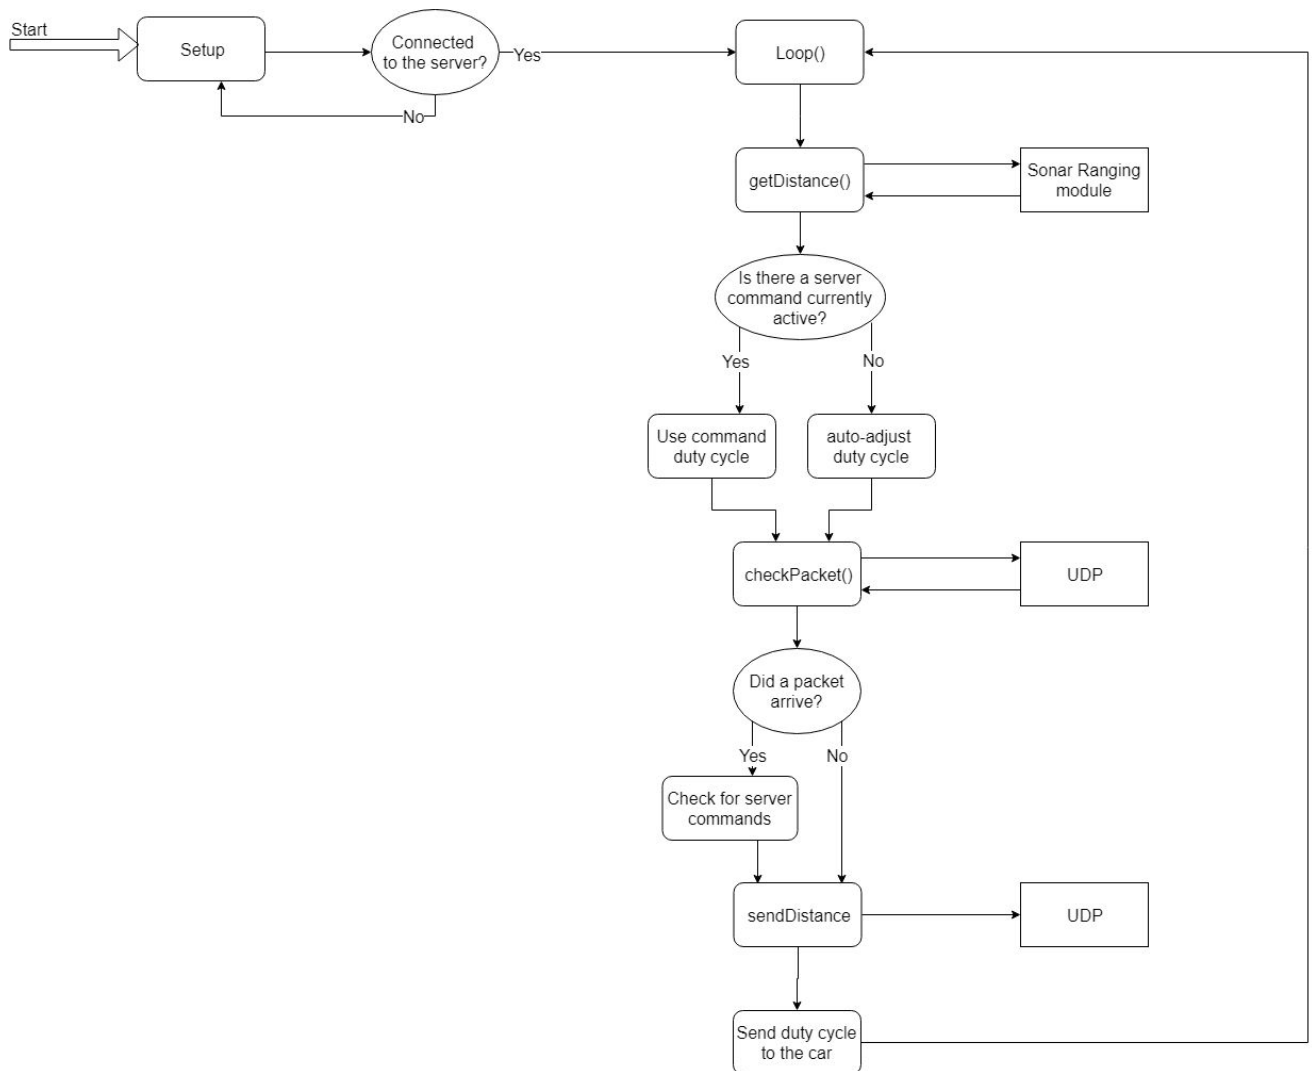 Start
Setup
Connected
to the server?
Yes
No
Loop()
getDistance()
Sonar Ranging
module
Is there a server
command currently
active?
Yes
No
Use command
duty cycle
auto-adjust
duty cycle
checkPacket()
UDP
Did a packet
arrive?
Yes
No
Check for server
commands
sendDistance
UDP
Send duty cycle
to the car